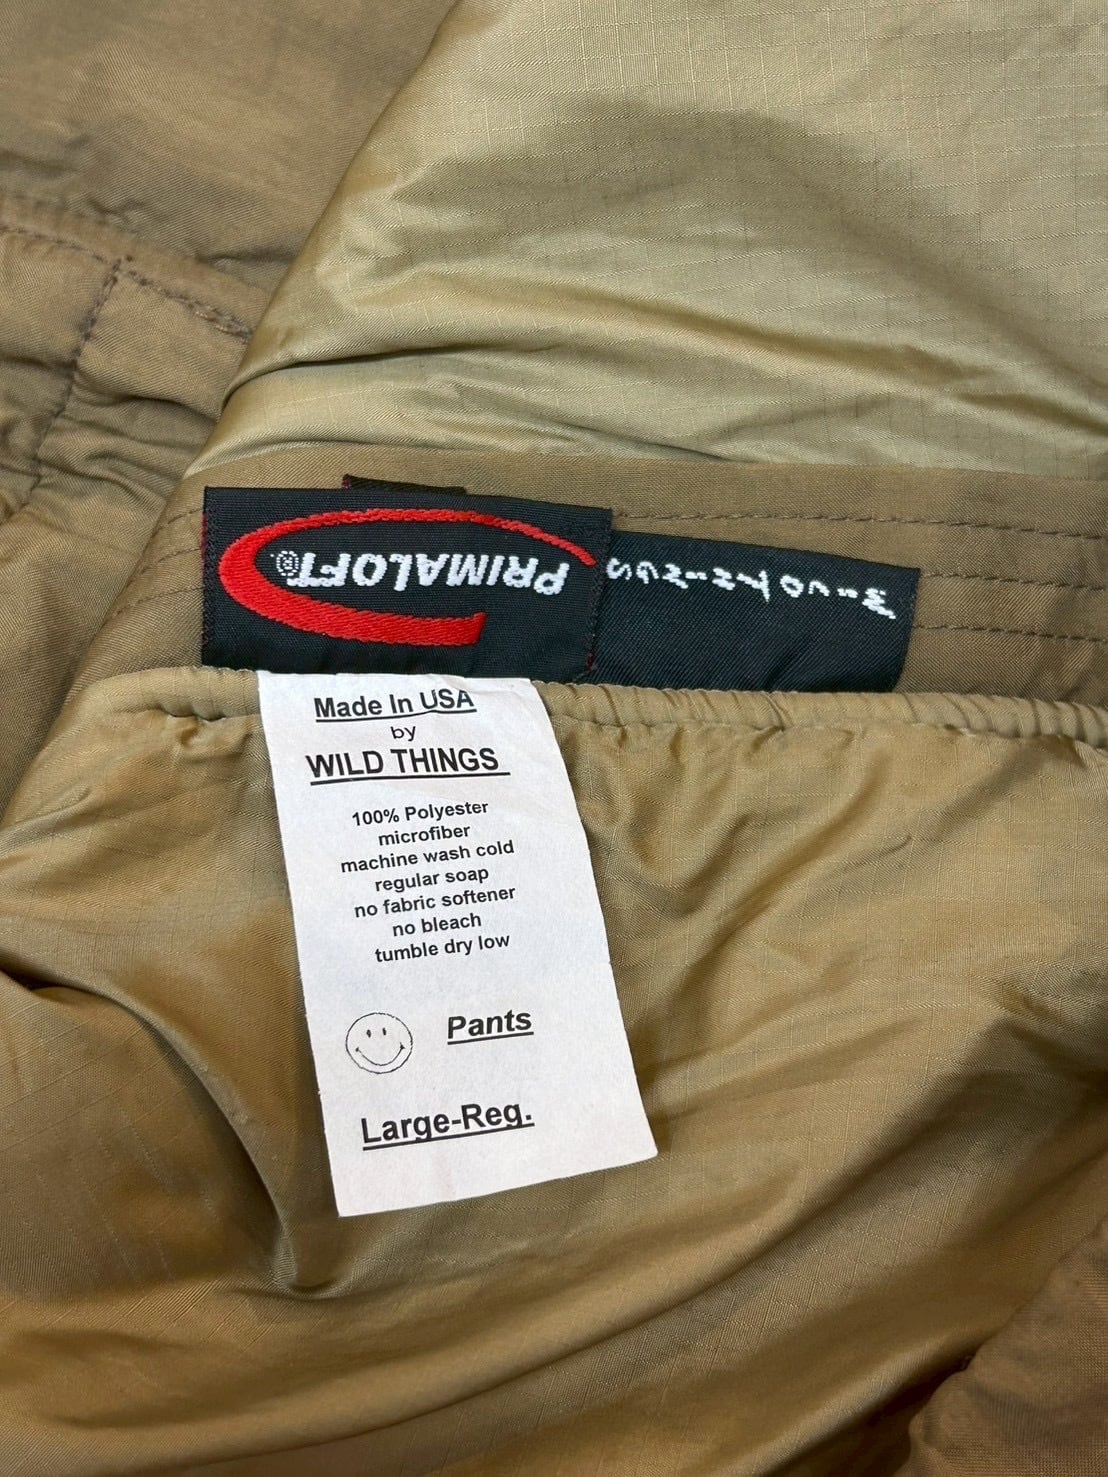 PRIMALOFT®
WiLDTHiNGS
Made In USA
by
WILD THINGS
100% Polyester
microfiber
machine wash cold
regular soap
no fabric softener
no bleach
tumble dry low
Pants
Large-Reg.